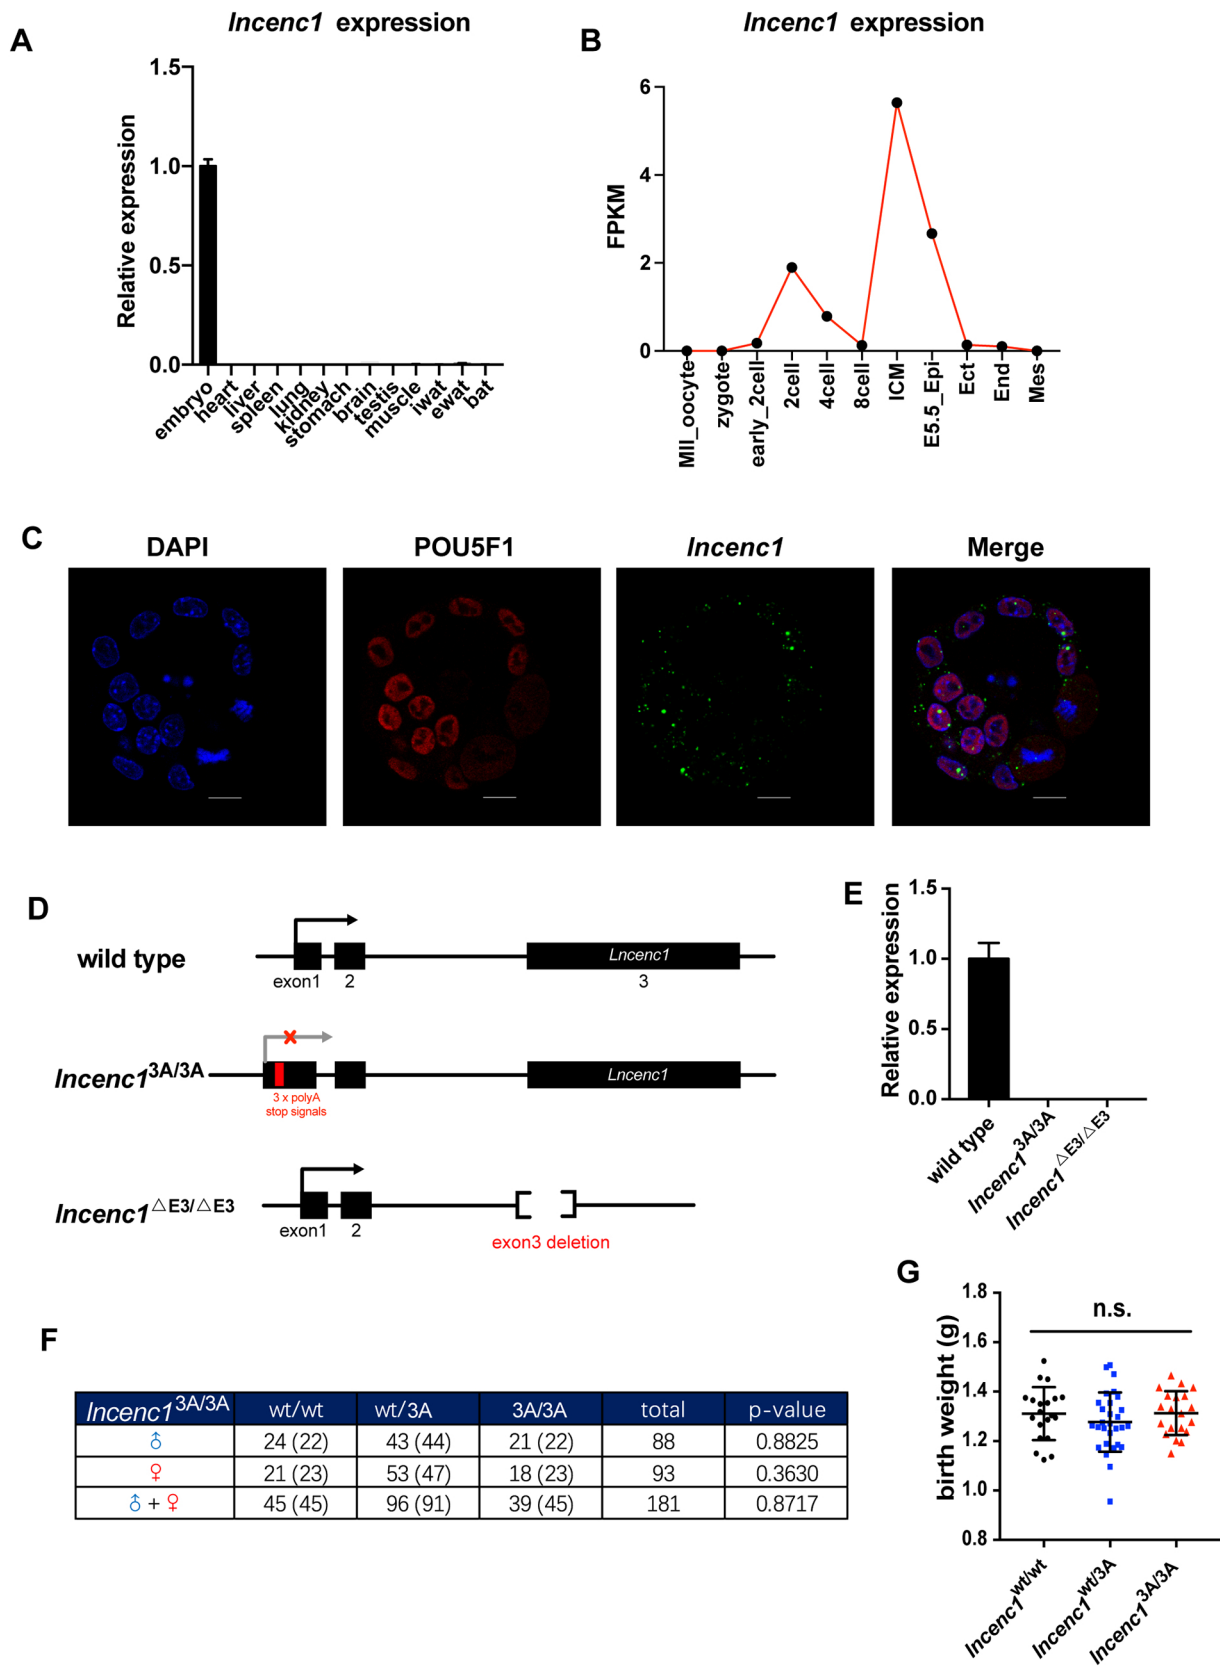 A
lncenc1 expression
Relative expression
1.5
1.0
0.5
0.0
embryo
heart
liver
spleen
lung
kidney
stomach
brain
testis
muscle
iwat
ewat
bat
B
lncenc1 expression
FPKM
6
4
2
0
MII_oocyte
zygote
early_2cell
2cell
4cell
8cell
ICM
E5.5_Epi
Ect
End
Mes
C
DAPI
POU5F1
lncenc1
Merge
D
wild type
Lncenc1
exon1
2
3
lncenc1 3A/3A
Lncenc1
3 x polyA
stop signals
lncenc1 △E3/△E3
exon1
2
exon3 deletion
E
Relative expression
1.5
1.0
0.5
0.0
wild type
lncenc1 3A/3A
lncenc1 △E3/△E3
F
lncenc1 3A/3A wt/wt wt/3A 3A/3A total p-value
♂ 24 (22) 43 (44) 21 (22) 88 0.8825
♀ 21 (23) 53 (47) 18 (23) 93 0.3630
♂ + ♀ 45 (45) 96 (91) 39 (45) 181 0.8717
G
birth weight (g)
1.8
1.6
1.4
1.2
1.0
0.8
n.s.
lncenc1 wt/wt
lncenc1 wt/3A
lncenc1 3A/3A